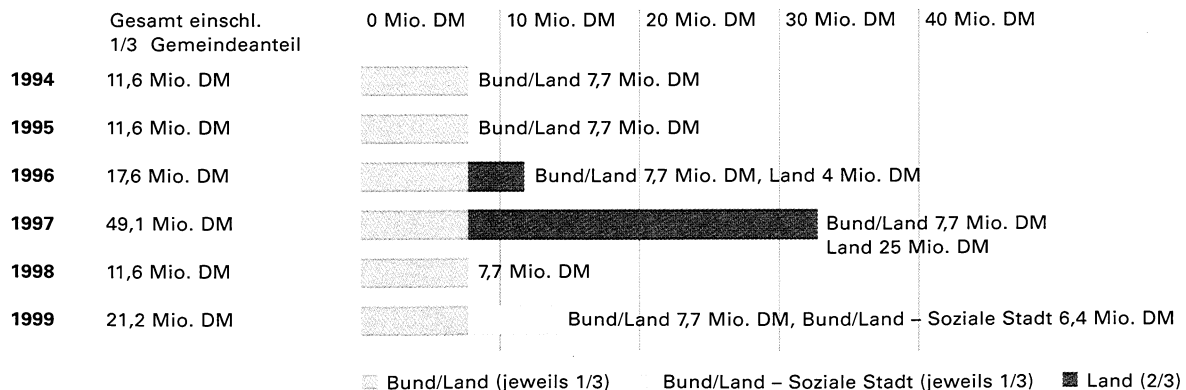 Gesamt einschl. 0 Mio. DM 10 Mio. DM 20 Mio. DM 30 Mio. DM 40 Mio. DM
1/3 Gemeindeanteil
1994 11,6 Mio. DM Bund/Land 7,7 Mio. DM
1995 11,6 Mio. DM Bund/Land 7,7 Mio. DM
1996 17,6 Mio. DM Bund/Land 7,7 Mio. DM, Land 4 Mio. DM
1997 49,1 Mio. DM Bund/Land 7,7 Mio. DM
Land 25 Mio. DM
1998 11,6 Mio. DM 7,7 Mio. DM
1999 21,2 Mio. DM Bund/Land 7,7 Mio. DM, Bund/Land – Soziale Stadt 6,4 Mio. DM
Bund/Land (jeweils 1/3) Bund/Land – Soziale Stadt (jeweils 1/3) Land (2/3)